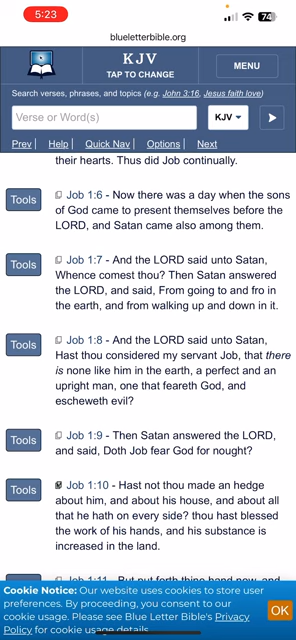 5:23
74
blueletterbible.org
KJV
TAP TO CHANGE
MENU
Search verses, phrases, and topics (e.g. John 3:16, Jesus faith love)
Verse or Word(s)
KJV
Prev | Help | Quick Nav | Options | Next
their hearts. Thus did Job continually.
Tools
Job 1:6 - Now there was a day when the sons
of God came to present themselves before the
LORD, and Satan came also among them.
Tools
Job 1:7 - And the LORD said unto Satan,
Whence comest thou? Then Satan answered
the LORD, and said, From going to and fro in
the earth, and from walking up and down in it.
Tools
Job 1:8 - And the LORD said unto Satan,
Hast thou considered my servant Job, that there
is none like him in the earth, a perfect and an
upright man, one that feareth God, and
escheweth evil?
Tools
Job 1:9 - Then Satan answered the LORD,
and said, Doth Job fear God for nought?
Tools
Job 1:10 - Hast not thou made an hedge
about him, and about his house, and about all
that he hath on every side? thou hast blessed
the work of his hands, and his substance is
increased in the land.
Job 1:11 - But put forth thine hand now, and
Cookie Notice: Our website uses cookies to store user
preferences. By proceeding, you consent to our
cookie usage. Please see Blue Letter Bible's Privacy
Policy for cookie usage details.
OK